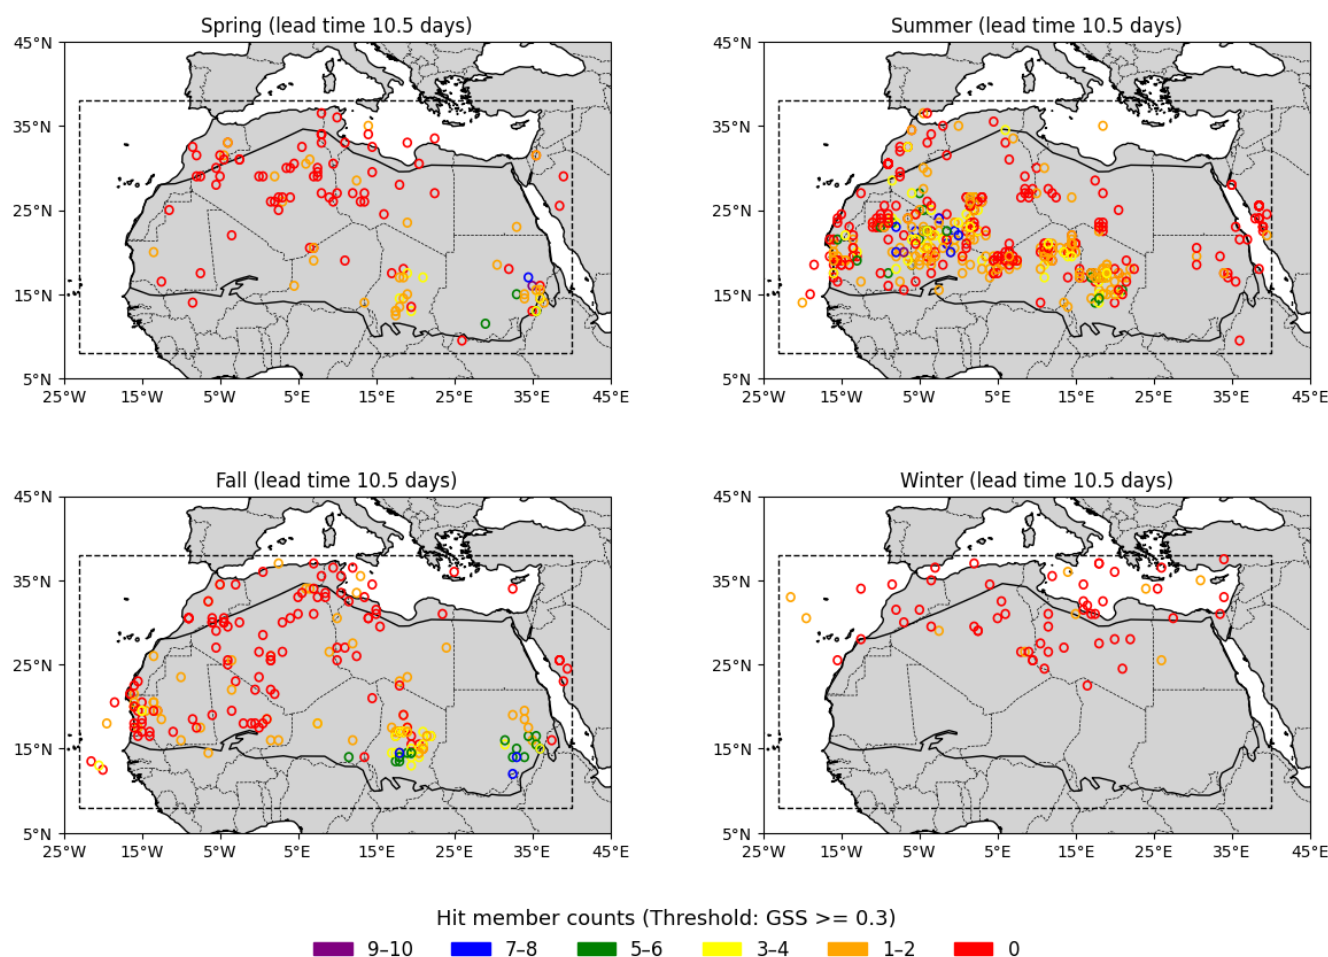 Spring (lead time 10.5 days)
45°N
35°N
25°N
15°N
5°N
25°W 15°W 5°W 5°E 15°E 25°E 35°E 45°E
Summer (lead time 10.5 days)
45°N
35°N
25°N
15°N
5°N
25°W 15°W 5°W 5°E 15°E 25°E 35°E 45°E
Fall (lead time 10.5 days)
45°N
35°N
25°N
15°N
5°N
25°W 15°W 5°W 5°E 15°E 25°E 35°E 45°E
Winter (lead time 10.5 days)
45°N
35°N
25°N
15°N
5°N
25°W 15°W 5°W 5°E 15°E 25°E 35°E 45°E
Hit member counts (Threshold: GSS >= 0.3)
9–10 7–8 5–6 3–4 1–2 0